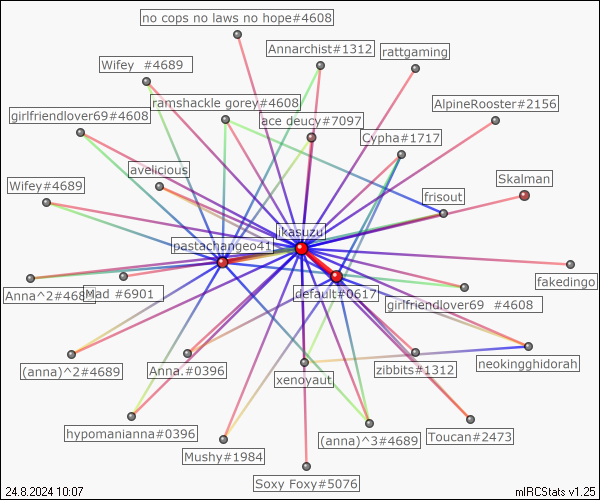 no cops no laws no hope#4608
Annarchist#1312
rattgaming
Wifey  #4689
ramshackle gorey#4608
AlpineRooster#2156
girlfriendlover69#4608
ace deucy#7097
Cypha#1717
avelicious
Skalman
Wifey#4689
frisout
jkasuzu
pastachangeo41
fakedingo
Anna^2#4689
Mad #6901
default#0617
girlfriendlover69  #4608
(anna)^2#4689
Anna.#0396
xenovaut
zibbits#1312
neokingghidorah
hypomanianna#0396
Mushy#1984
(anna)^3#4689
Toucan#2473
Soxy Foxy#5076
24.8.2024 10:07
mIRCStats v1.25